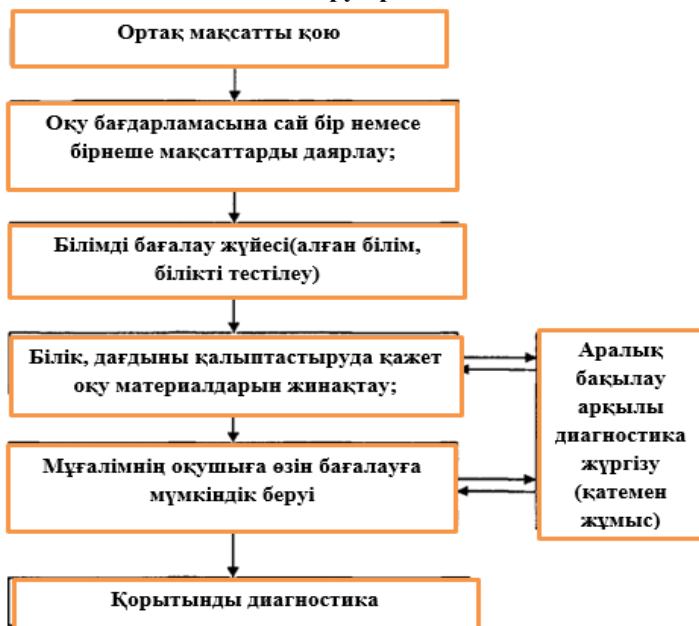 Ортақ мақсатты қою
Оқу бағдарламасына сай бір немесе
бірнеше мақсаттарды даярлау;
Білімді бағалау жүйесі(алған білім,
білікті тестілеу)
Білік, дағдыны қалыптастыруда қажет
оқу материалдарын жинақтау;
Мұғалімнің оқушыға өзін бағалауға
мүмкіндік беруі
Қорытынды диагностика
Аралық
бақылау
арқылы
диагностика
жүргізу
(қатемен
жұмыс)